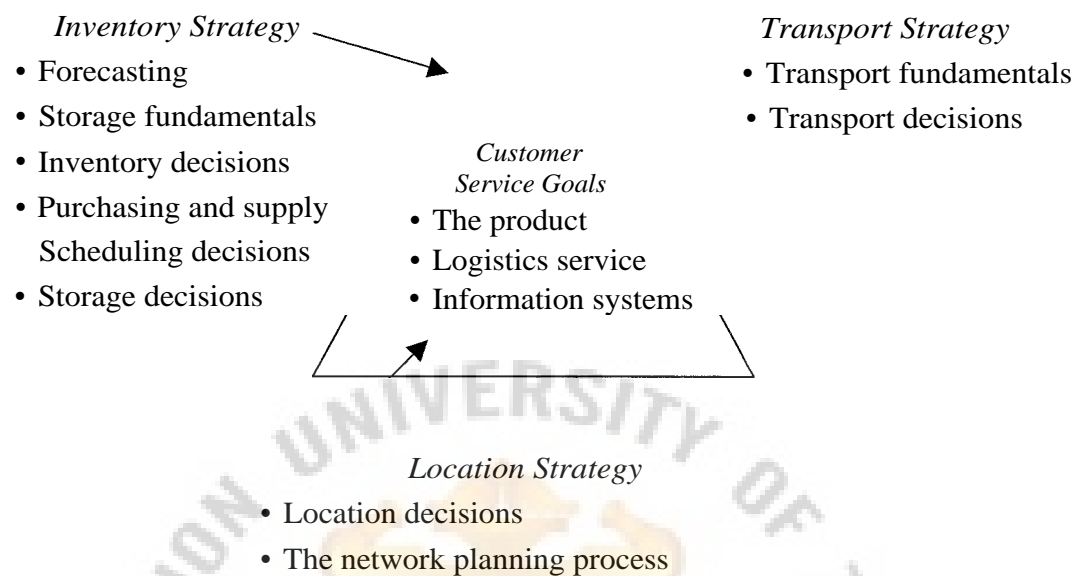 Inventory Strategy
• Forecasting
• Storage fundamentals
• Inventory decisions
• Purchasing and supply
Scheduling decisions
• Storage decisions
Transport Strategy
• Transport fundamentals
• Transport decisions
Customer
Service Goals
• The product
• Logistics service
• Information systems
UNIVERSITY OF
Location Strategy
• Location decisions
• The network planning process